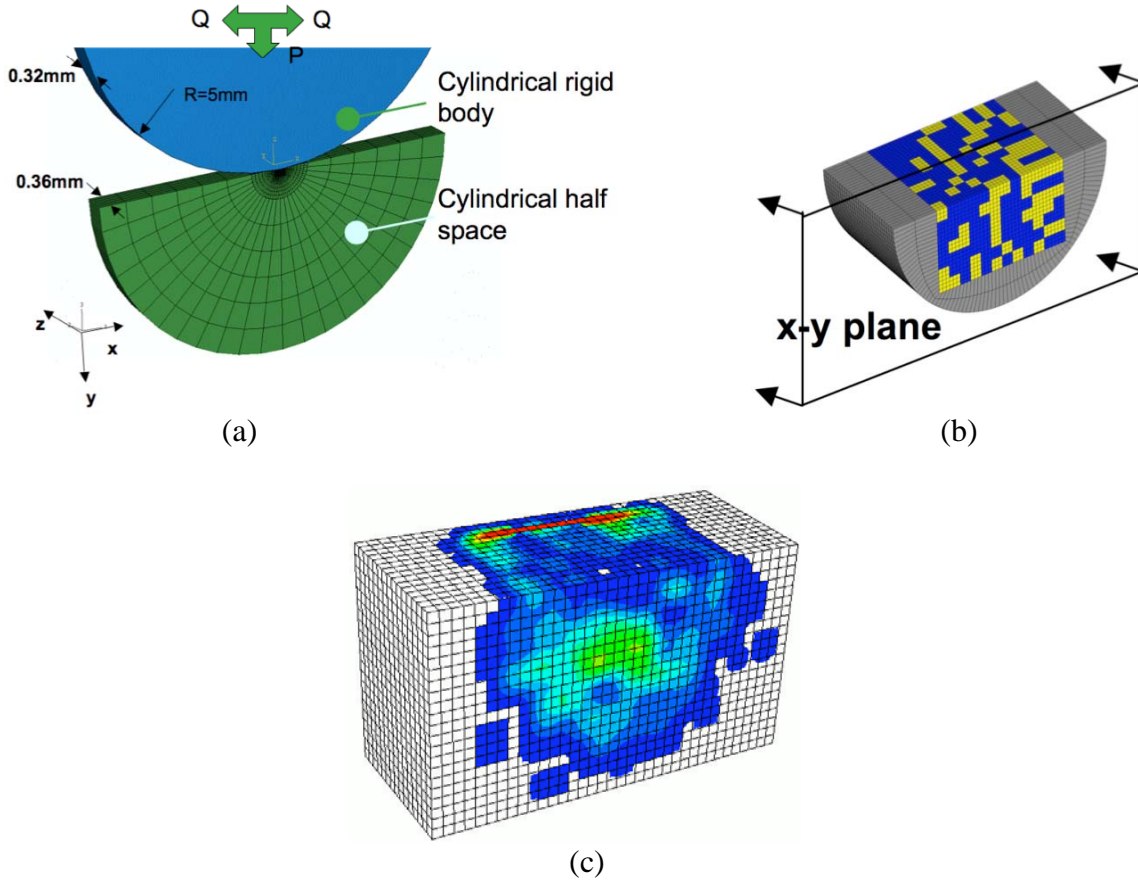 Q Q
P
0.32mm
R=5mm
Cylindrical rigid
body
0.36mm
Cylindrical half
space
z
x
y
(a)
x-y plane
(b)
(c)